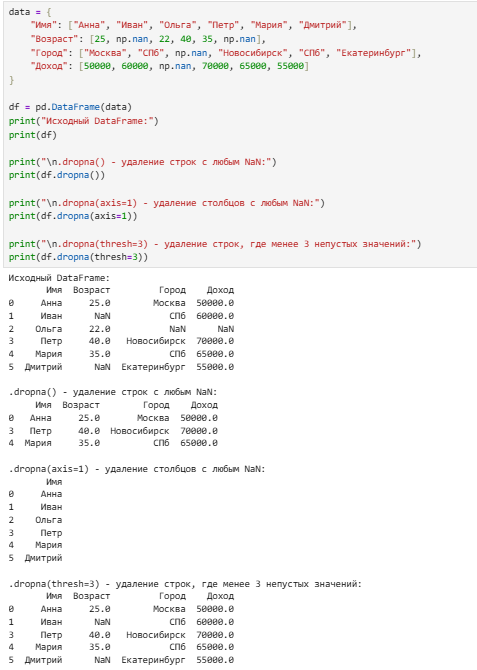 data = {
    "Имя": ["Анна", "Иван", "Ольга", "Петр", "Мария", "Дмитрий"],
    "Возраст": [25, np.nan, 22, 40, 35, np.nan],
    "Город": ["Москва", "СПб", np.nan, "Новосибирск", "СПб", "Екатеринбург"],
    "Доход": [50000, 60000, np.nan, 70000, 65000, 55000]
}

df = pd.DataFrame(data)
print("Исходный DataFrame:")
print(df)

print("\n.dropna() - удаление строк с любым NaN:")
print(df.dropna())

print("\n.dropna(axis=1) - удаление столбцов с любым NaN:")
print(df.dropna(axis=1))

print("\n.dropna(thresh=3) - удаление строк, где менее 3 непустых значений:")
print(df.dropna(thresh=3))
Исходный DataFrame:
       Имя  Возраст         Город    Доход
0     Анна     25.0        Москва  50000.0
1     Иван      NaN           СПб  60000.0
2    Ольга     22.0           NaN      NaN
3     Петр     40.0   Новосибирск  70000.0
4    Мария     35.0           СПб  65000.0
5  Дмитрий      NaN  Екатеринбург  55000.0

.dropna() - удаление строк с любым NaN:
     Имя  Возраст        Город    Доход
0   Анна     25.0       Москва  50000.0
3   Петр     40.0  Новосибирск  70000.0
4  Мария     35.0          СПб  65000.0

.dropna(axis=1) - удаление столбцов с любым NaN:
       Имя
0     Анна
1     Иван
2    Ольга
3     Петр
4    Мария
5  Дмитрий

.dropna(thresh=3) - удаление строк, где менее 3 непустых значений:
       Имя  Возраст         Город    Доход
0     Анна     25.0        Москва  50000.0
1     Иван      NaN           СПб  60000.0
3     Петр     40.0   Новосибирск  70000.0
4    Мария     35.0           СПб  65000.0
5  Дмитрий      NaN  Екатеринбург  55000.0